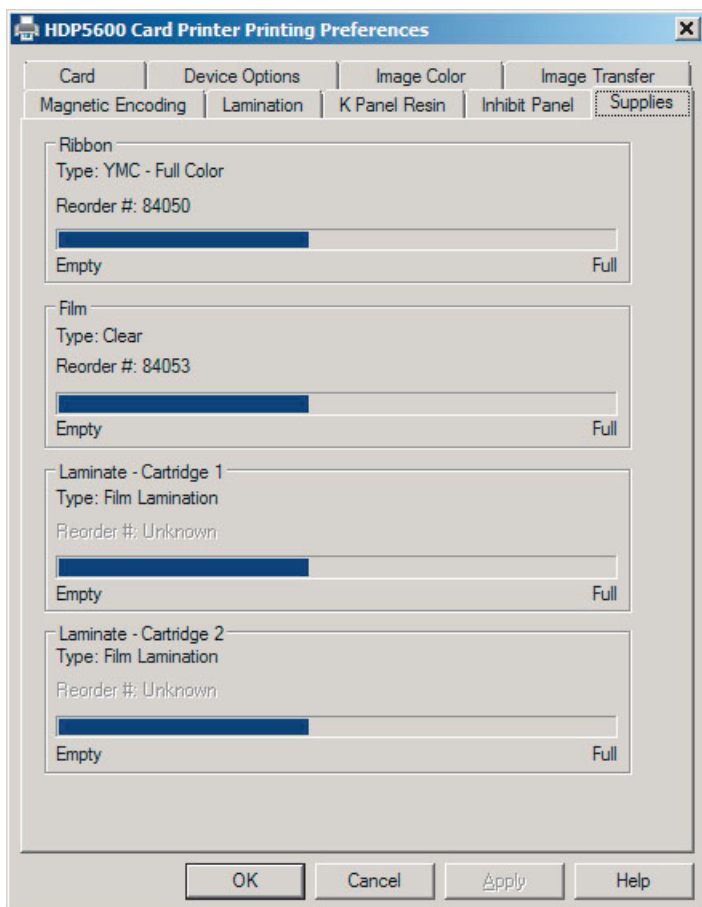 HDP5600 Card Printer Printing Preferences
Card Device Options Image Color Image Transfer
Magnetic Encoding Lamination K Panel Resin Inhibit Panel Supplies
Ribbon
Type: YMC - Full Color
Reorder #: 84050
Empty Full
Film
Type: Clear
Reorder #: 84053
Empty Full
Laminate - Cartridge 1
Type: Film Lamination
Reorder #: Unknown
Empty Full
Laminate - Cartridge 2
Type: Film Lamination
Reorder #: Unknown
Empty Full
OK Cancel Apply Help